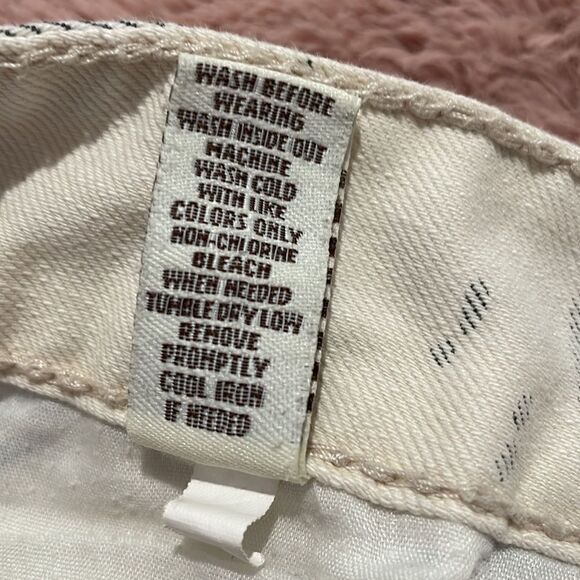 WASH BEFORE
WEARING
WASH INSIDE OUT
MACHINE
WASH COLD
WITH LIKE
COLORS ONLY
NON-CHLORINE
BLEACH
WHEN NEEDED
TUMBLE DRY LOW
REMOVE
PROMPTLY
COOL IRON
IF NEEDED